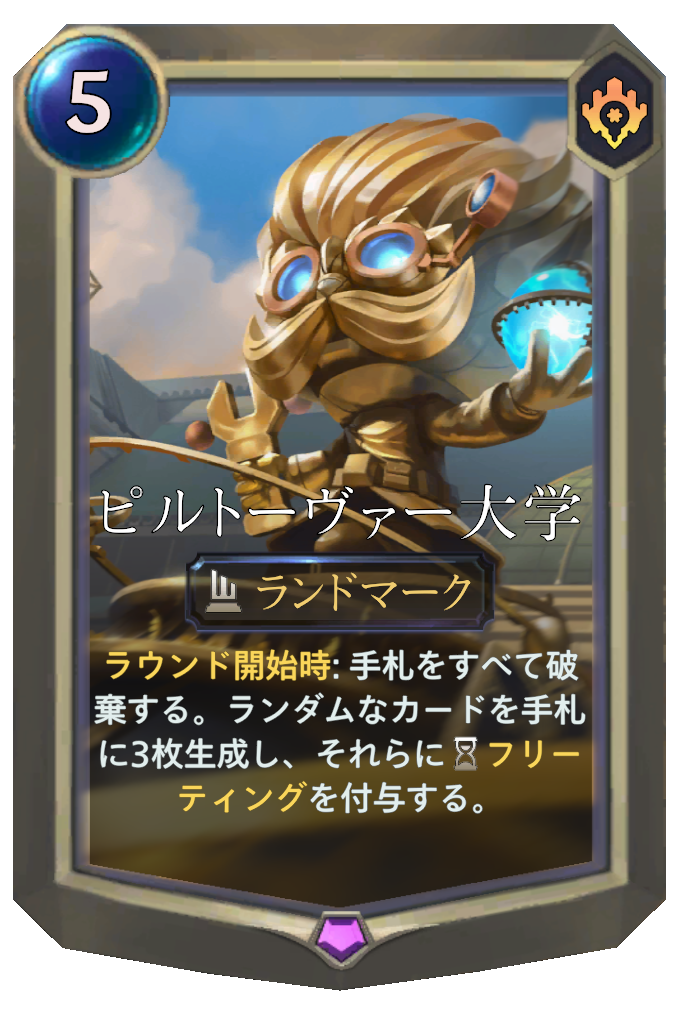 5
ピルトーヴァー大学
ランドマーク
ラウンド開始時: 手札をすべて破
棄する。ランダムなカードを手札
に3枚生成し、それらに フリー
ティングを付与する。